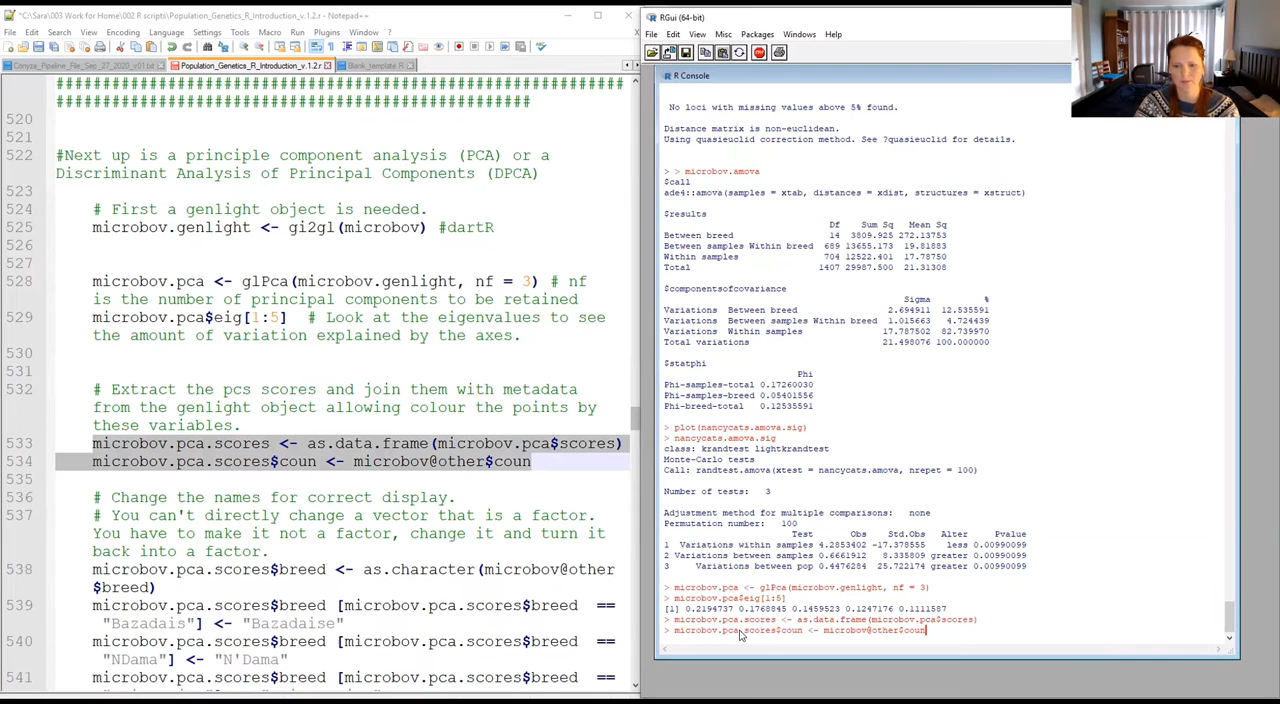 *C:\Sara\003 Work for Home\002 R scripts\Population_Genetics_R_Introduction_v.1.2.r - Notepad++
File Edit Search View Encoding Language Settings Tools Macro Run Plugins Window ?
Conyza_Pipeline_File_Sep_27_2020_v01.txt Population_Genetics_R_Introduction_v.1.2.r Blank_template R
###############################################################
####################################################
520
521
522 #Next up is a principle component analysis (PCA) or a
Discriminant Analysis of Principal Components (DPCA)
523
524 # First a genlight object is needed.
525 microbov.genlight <- gi2gl(microbov) #dartR
526
527
528 microbov.pca <- glPca(microbov.genlight, nf = 3) # nf
is the number of principal components to be retained
529 microbov.pca$eig[1:5]  # Look at the eigenvalues to see
the amount of variation explained by the axes.
530
531
532 # Extract the pcs scores and join them with metadata
from the genlight object allowing colour the points by
these variables.
533 microbov.pca.scores <- as.data.frame(microbov.pca$scores)
534 microbov.pca.scores$coun <- microbov@other$coun
535
536 # Change the names for correct display.
537 # You can't directly change a vector that is a factor.
You have to make it not a factor, change it and turn it
back into a factor.
538 microbov.pca.scores$breed <- as.character(microbov@other
$breed)
539 microbov.pca.scores$breed [microbov.pca.scores$breed ==
"Bazadais"] <- "Bazadaise"
540 microbov.pca.scores$breed [microbov.pca.scores$breed ==
"NDama"] <- "N'Dama"
541 microbov.pca.scores$breed [microbov.pca.scores$breed ==
RGui (64-bit)
File Edit View Misc Packages Windows Help
STOP
R Console
No loci with missing values above 5% found.
Distance matrix is non-euclidean.
Using quasieuclid correction method. See ?quasieuclid for details.
> > microbov.amova
$call
ade4::amova(samples = xtab, distances = xdist, structures = xstruct)
$results
Df Sum Sq Mean Sq
Between breed 14 3809.925 272.13753
Between samples Within breed 689 13655.173 19.81883
Within samples 704 12522.401 17.78750
Total 1407 29987.500 21.31308
$componentsofcovariance
Sigma %
Variations Between breed 2.694911 12.535591
Variations Between samples Within breed 1.015663 4.724439
Variations Within samples 17.787502 82.739970
Total variations 21.498076 100.000000
$statphi
Phi
Phi-samples-total 0.17260030
Phi-samples-breed 0.05401556
Phi-breed-total 0.12535591
> plot(nancycats.amova.sig)
> nancycats.amova.sig
class: krandtest lightkrandtest
Monte-Carlo tests
Call: randtest.amova(xtest = nancycats.amova, nrepet = 100)
Number of tests: 3
Adjustment method for multiple comparisons: none
Permutation number: 100
Test Obs Std.Obs Alter Pvalue
1 Variations within samples 4.2853402 -17.378555 less 0.00990099
2 Variations between samples 0.6661912 8.335809 greater 0.00990099
3 Variations between pop 0.4476284 25.722174 greater 0.00990099
> microbov.pca <- glPca(microbov.genlight, nf = 3)
> microbov.pca$eig[1:5]
[1] 0.2194737 0.1768845 0.1459523 0.1247176 0.1111587
> microbov.pca.scores <- as.data.frame(microbov.pca$scores)
> microbov.pca.scores$coun <- microbov@other$coun